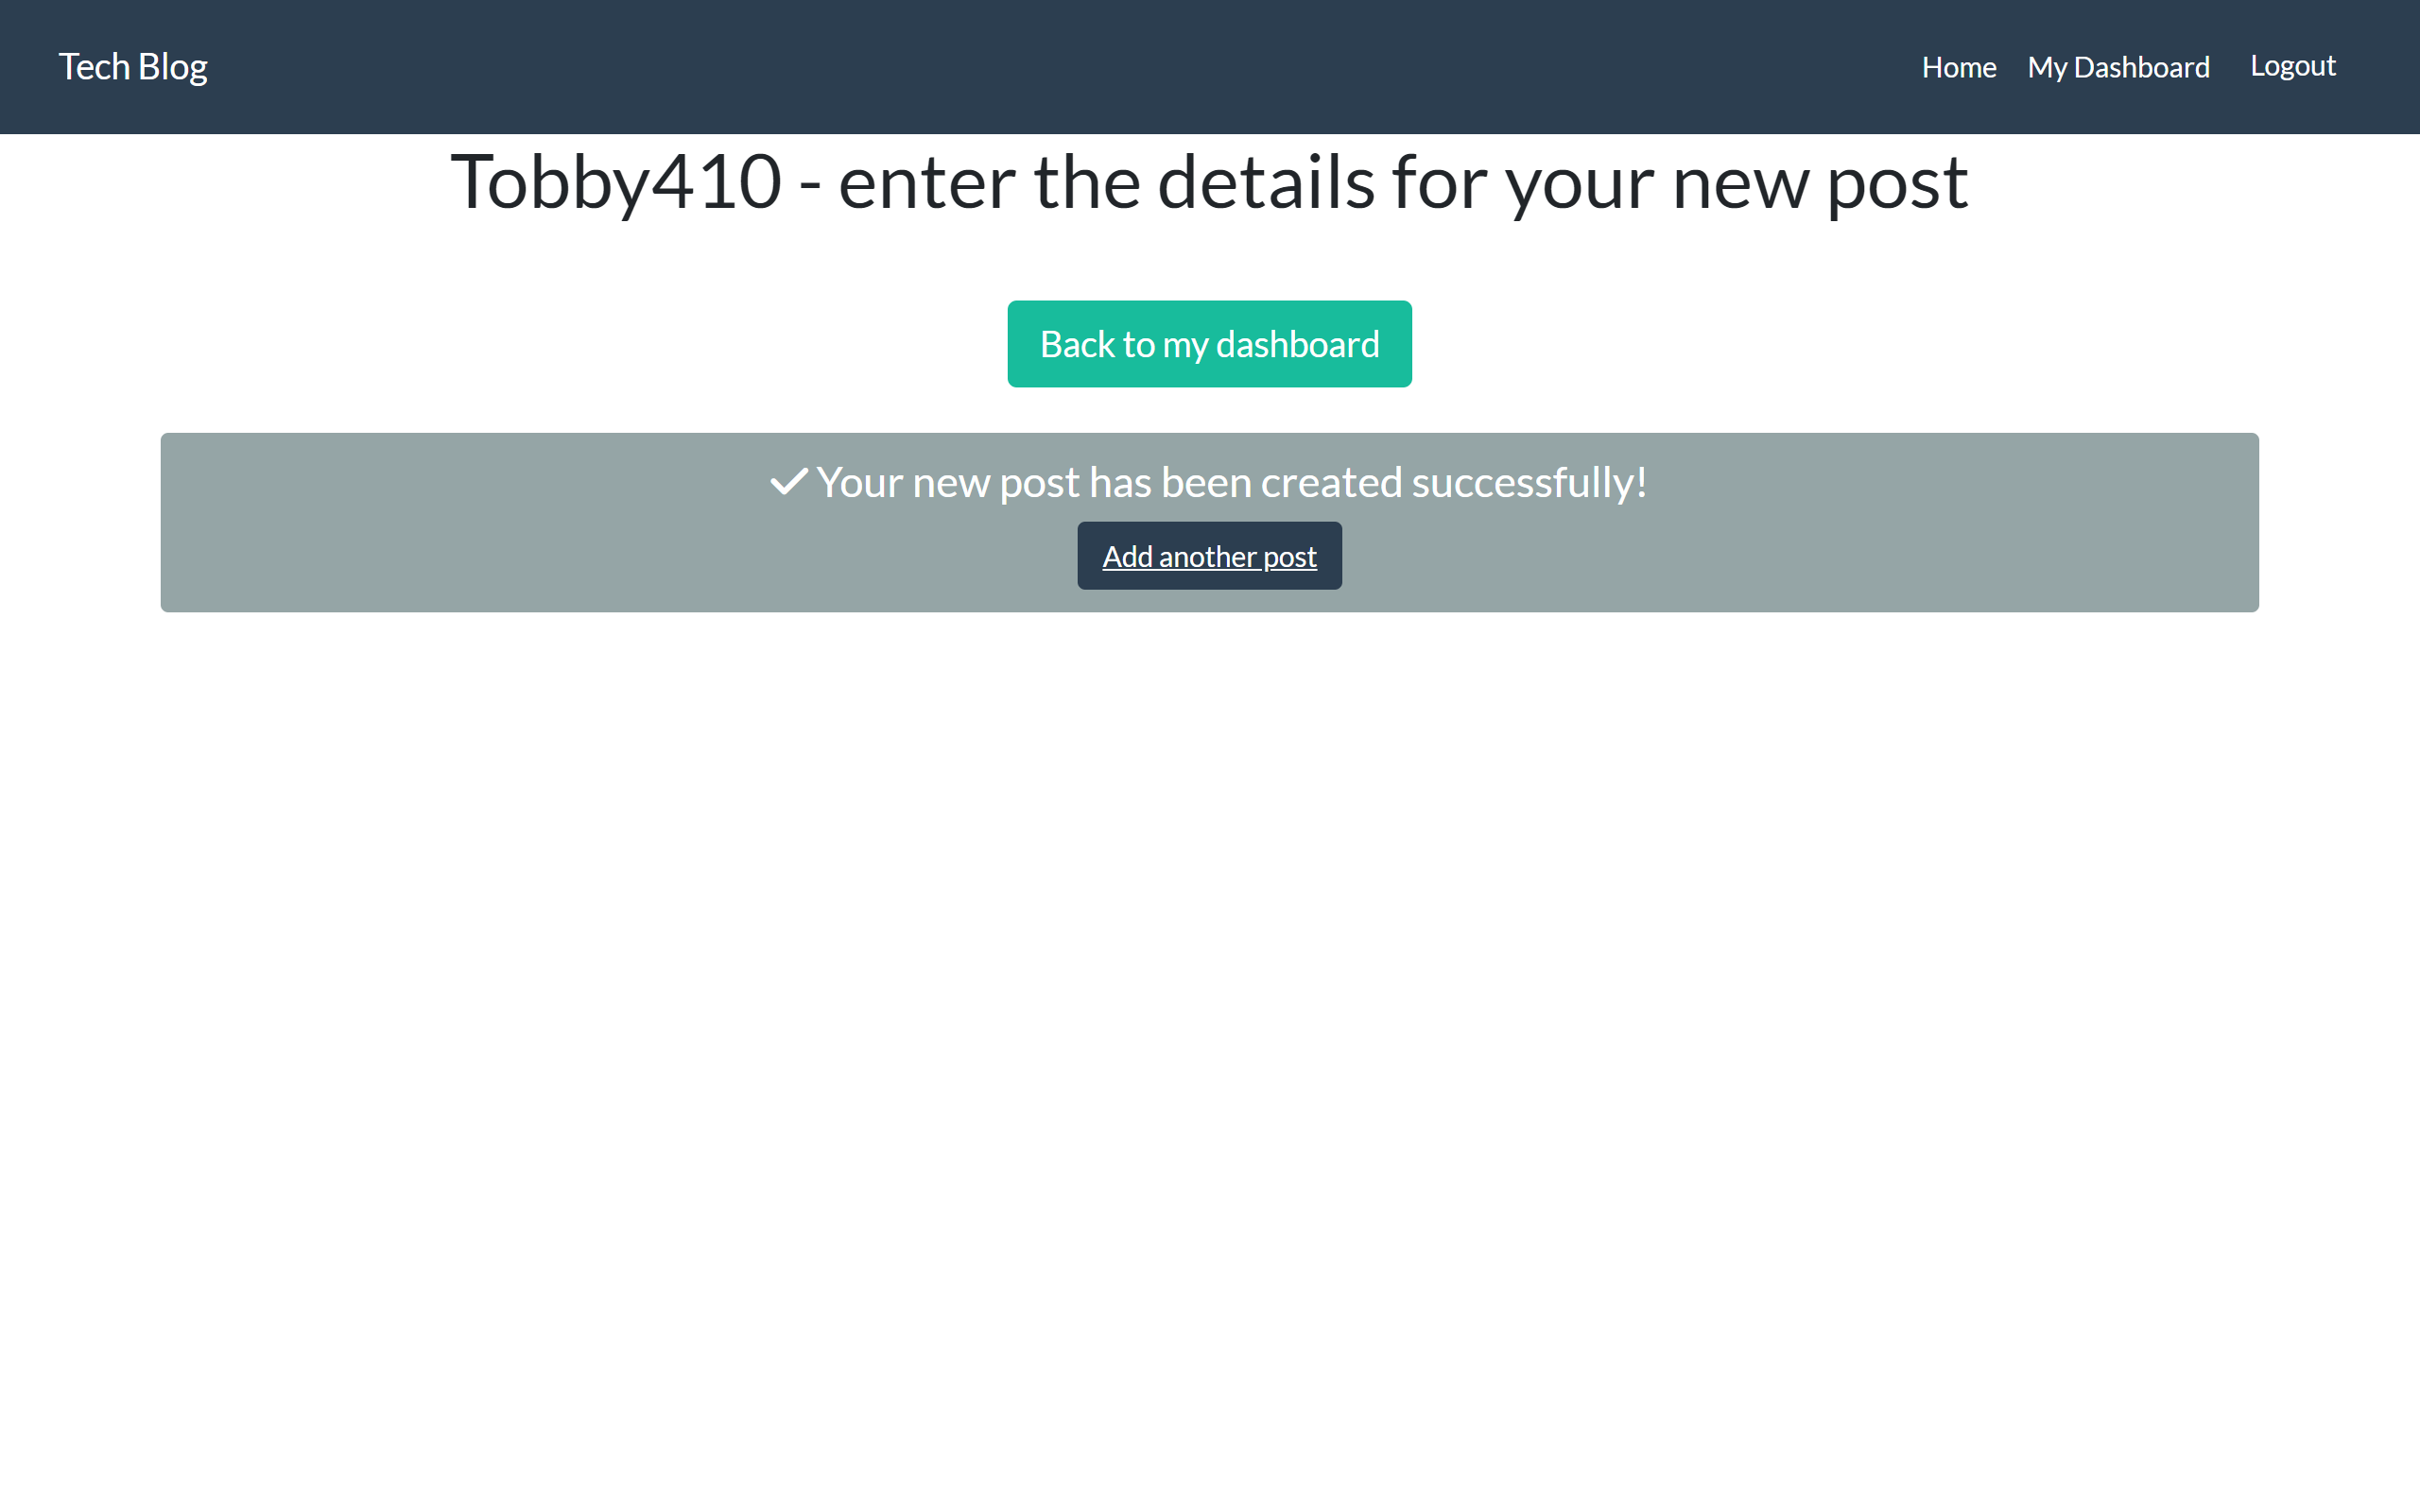 Tech Blog
Home My Dashboard Logout
Tobby410 - enter the details for your new post
Back to my dashboard
Your new post has been created successfully!
Add another post